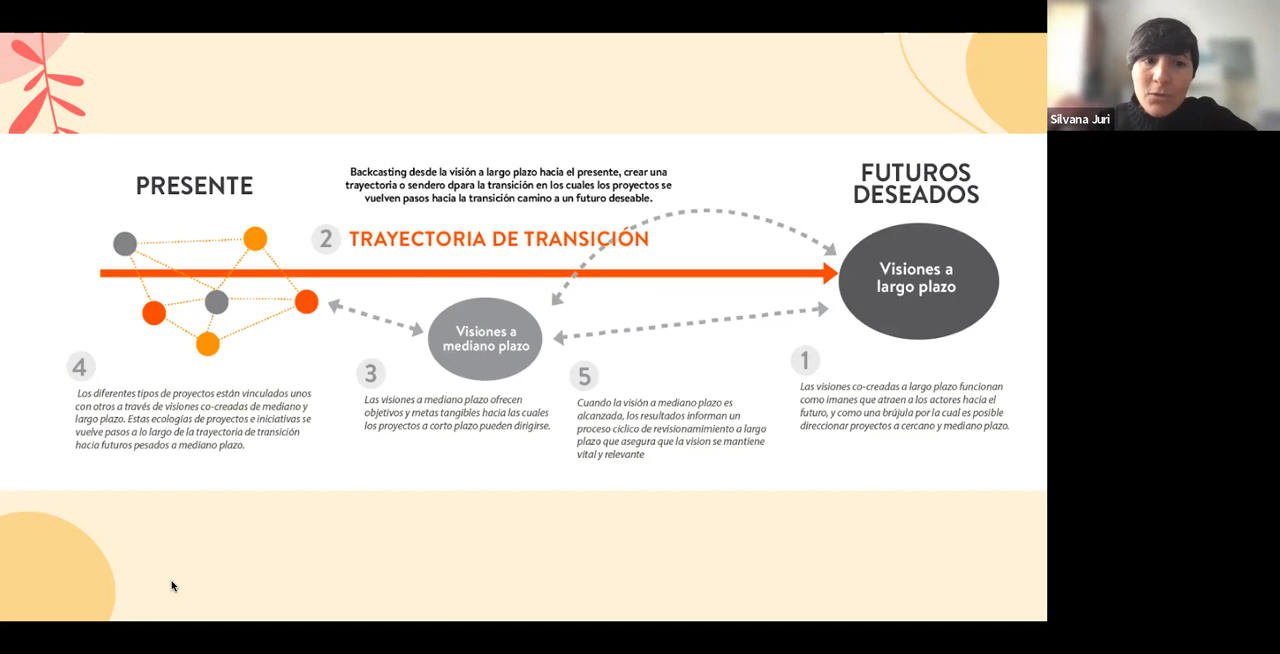 Silvana Juri
PRESENTE
Backcasting desde la visión a largo plazo hacia el presente, crear una
trayectoria o sendero dpara la transición en los cuales los proyectos se
vuelven pasos hacia la transición camino a un futuro deseable.
FUTUROS
DESEADOS
2
TRAYECTORIA DE TRANSICIÓN
Visiones a
largo plazo
Visiones a
mediano plazo
4
Los diferentes tipos de proyectos están vinculados unos
con otros a través de visiones co-creadas de mediano y
largo plazo. Estas ecologías de proyectos e iniciativas se
vuelve pasos a lo largo de la trayectoria de transición
hacia futuros pesados a mediano plazo.
3
Las visiones a mediano plazo ofrecen
objetivos y metas tangibles hacia las cuales
los proyectos a corto plazo pueden dirigirse.
5
Cuando la visión a mediano plazo es
alcanzada, los resultados informan un
proceso cíclico de revisionamimiento a largo
plazo que asegura que la vision se mantiene
vital y relevante
1
Las visiones co-creadas a largo plazo funcionan
como imanes que atraen a los actores hacia el
futuro, y como una brújula por la cual es posible
direccionar proyectos a cercano y mediano plazo.